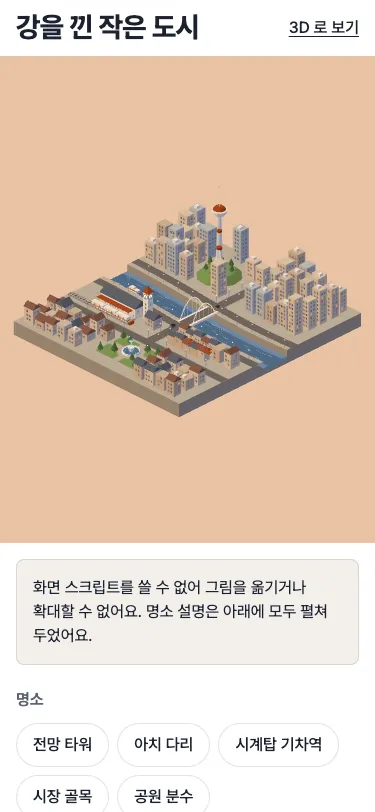 강을 낀 작은 도시
3D 로 보기
화면 스크립트를 쓸 수 없어 그림을 옮기거나
확대할 수 없어요. 명소 설명은 아래에 모두 펼쳐
두었어요.
명소
전망 타워
아치 다리
시계탑 기차역
시장 골목
공원 분수